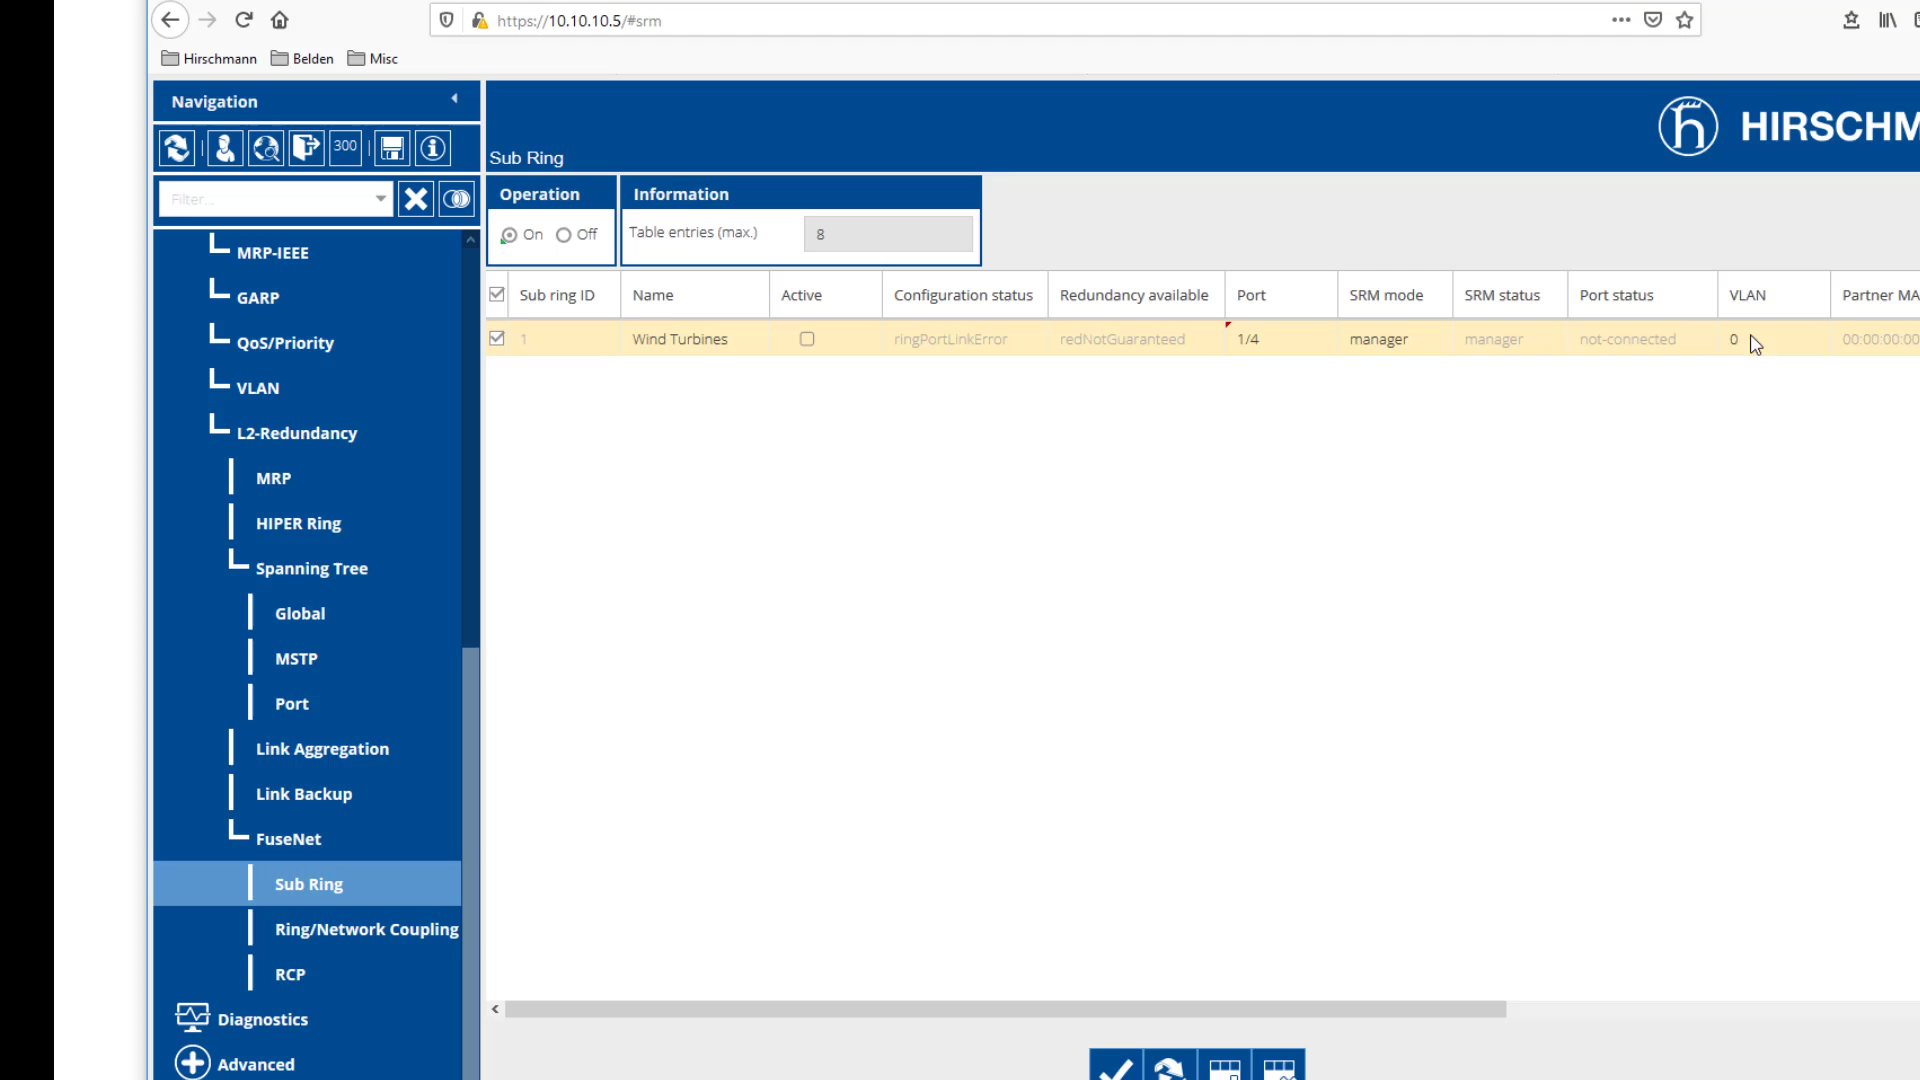 https://10.10.10.5/#srm
Hirschmann Belden Misc
Navigation
300
Filter...
MRP-IEEE
GARP
QoS/Priority
VLAN
L2-Redundancy
MRP
HIPER Ring
Spanning Tree
Global
MSTP
Port
Link Aggregation
Link Backup
FuseNet
Sub Ring
Ring/Network Coupling
RCP
Diagnostics
Advanced
HIRSCHM
Sub Ring
Operation
On Off
Information
Table entries (max.) 8
Sub ring ID Name Active Configuration status Redundancy available Port SRM mode SRM status Port status VLAN Partner MA
1 Wind Turbines ringPortLinkError redNotGuaranteed 1/4 manager manager not-connected 0 00:00:00:00